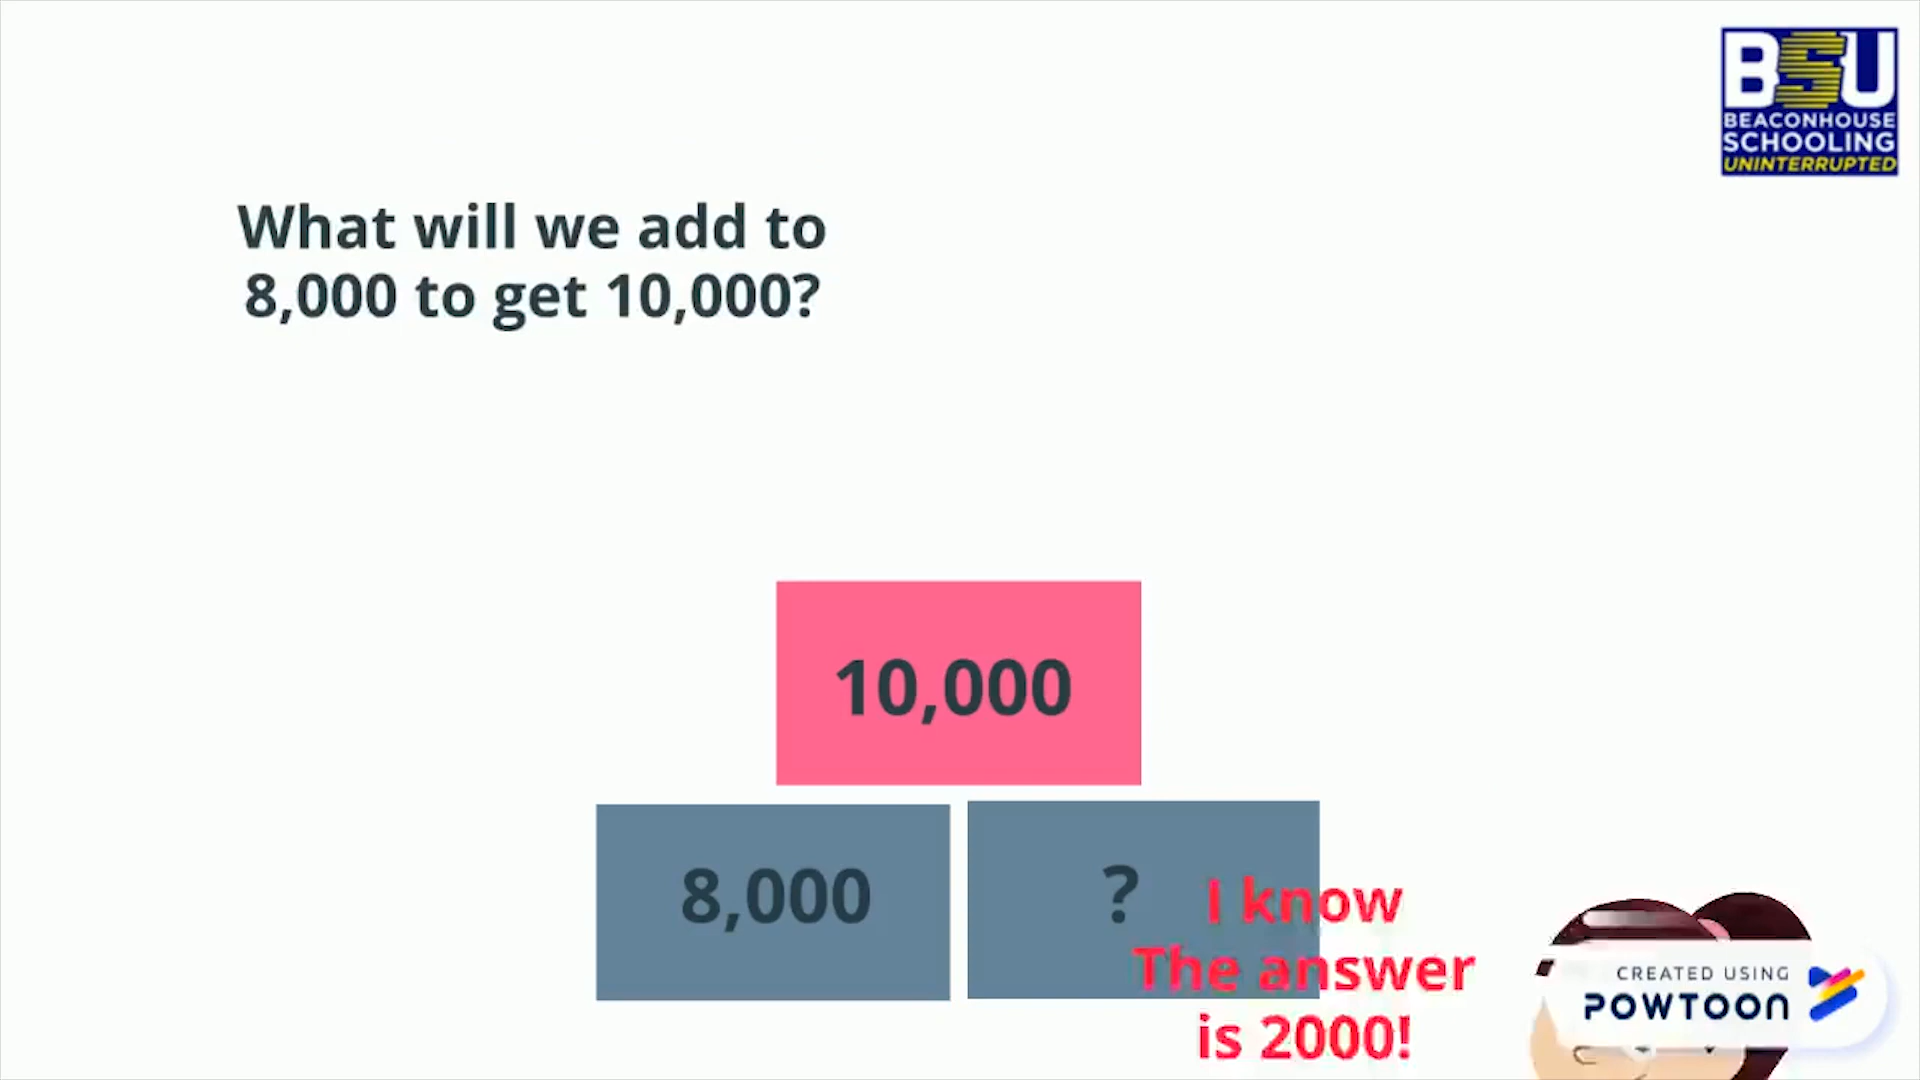 BSU
BEACONHOUSE
SCHOOLING
UNINTERRUPTED
What will we add to
8,000 to get 10,000?
10,000
8,000
?
I know
The answer
is 2000!
CREATED USING
POWTOON